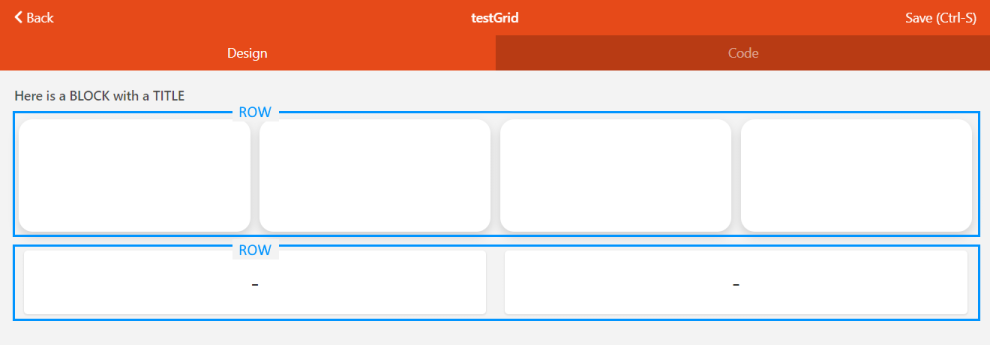 Back
testGrid
Save (Ctrl-S)
Design
Code
Here is a BLOCK with a TITLE
ROW
ROW
-
-